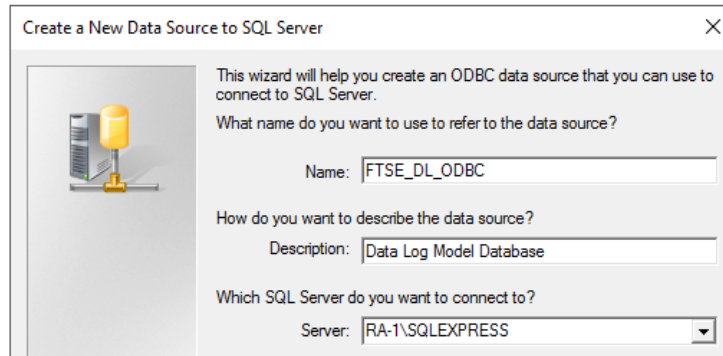 Create a New Data Source to SQL Server
This wizard will help you create an ODBC data source that you can use to
connect to SQL Server.
What name do you want to use to refer to the data source?
Name: FTSE_DL_ODBC
How do you want to describe the data source?
Description: Data Log Model Database
Which SQL Server do you want to connect to?
Server: RA-1\SQLEXPRESS